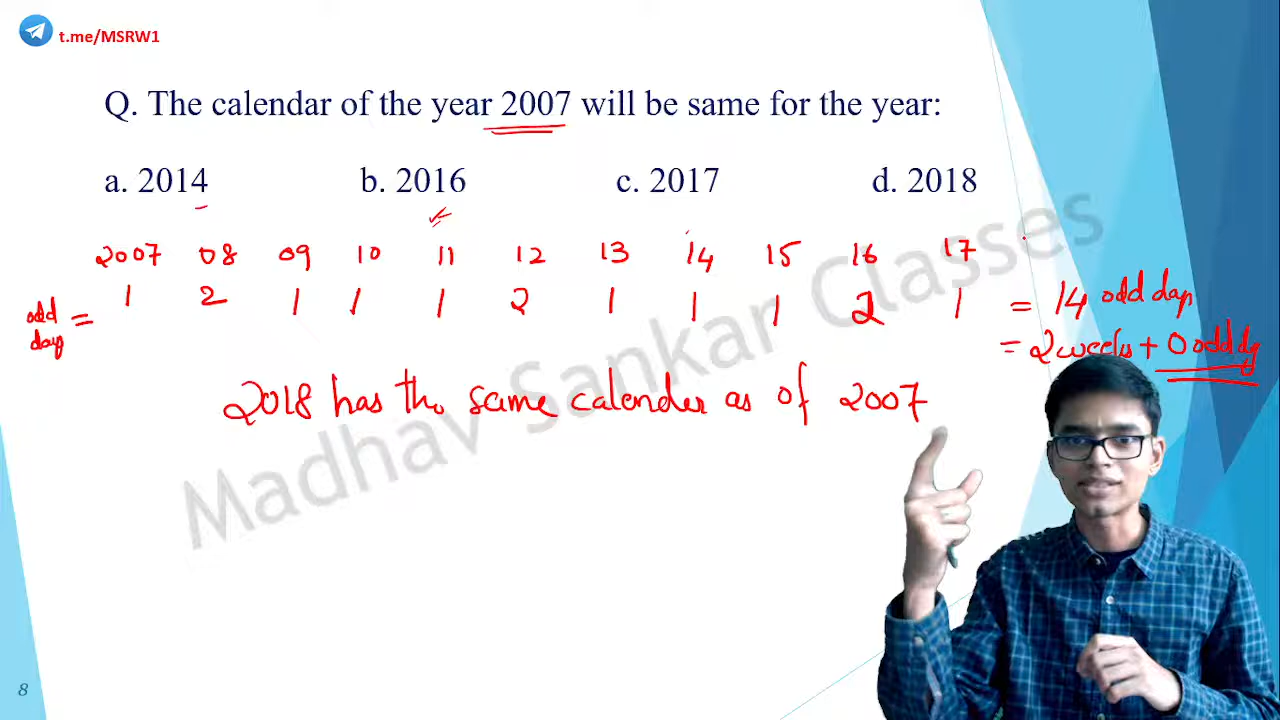 t.me/MSRW1
Q. The calendar of the year 2007 will be same for the year:
a. 2014 b. 2016 c. 2017 d. 2018
2007 08 09 10 11 12 13 14 15 16 17
odd day = 1 2 1 1 1 2 1 1 1 2 1 = 14 odd day
= 2 weeks + 0 odd dy
2018 has the same calender as of 2007
Madhav Sankar Classes
8